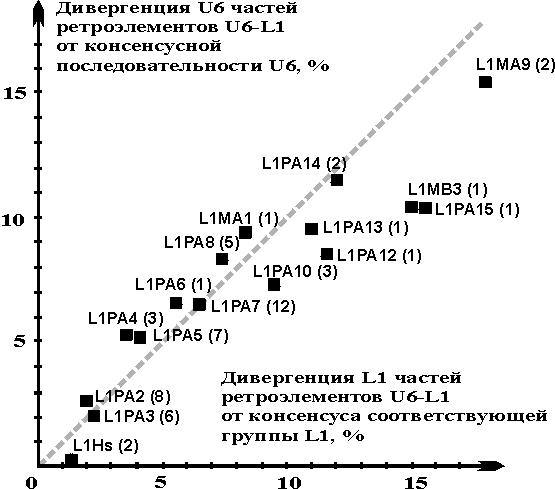 Дивергенция U6 частей
ретроэлементов U6-L1
от консенсусной
последовательности U6, %
L1MA9 (2)
15
L1PA14 (2)
L1MB3 (1)
L1PA15 (1)
L1MA1 (1)
10
L1PA13 (1)
L1PA8 (5)
L1PA12 (1)
L1PA10 (3)
L1PA6 (1)
L1PA7 (12)
L1PA4 (3)
L1PA5 (7)
5
Дивергенция L1 частей
ретроэлементов U6-L1
от консенсуса соответствующей
группы L1, %
L1PA2 (8)
L1PA3 (6)
L1Hs (2)
0 5 10 15